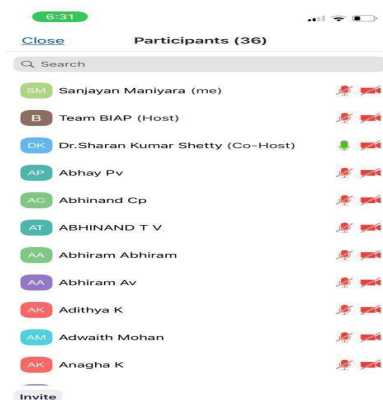 6:31
Close Participants (36)
Search
SM Sanjayan Maniyara (me)
B Team BIAP (Host)
DK Dr.Sharan Kumar Shetty (Co-Host)
AP Abhay Pv
AC Abhinand Cp
AT ABHINAND T V
AA Abhiram Abhiram
AA Abhiram Av
AK Adithya K
AM Adwaith Mohan
AK Anagha K
Invite